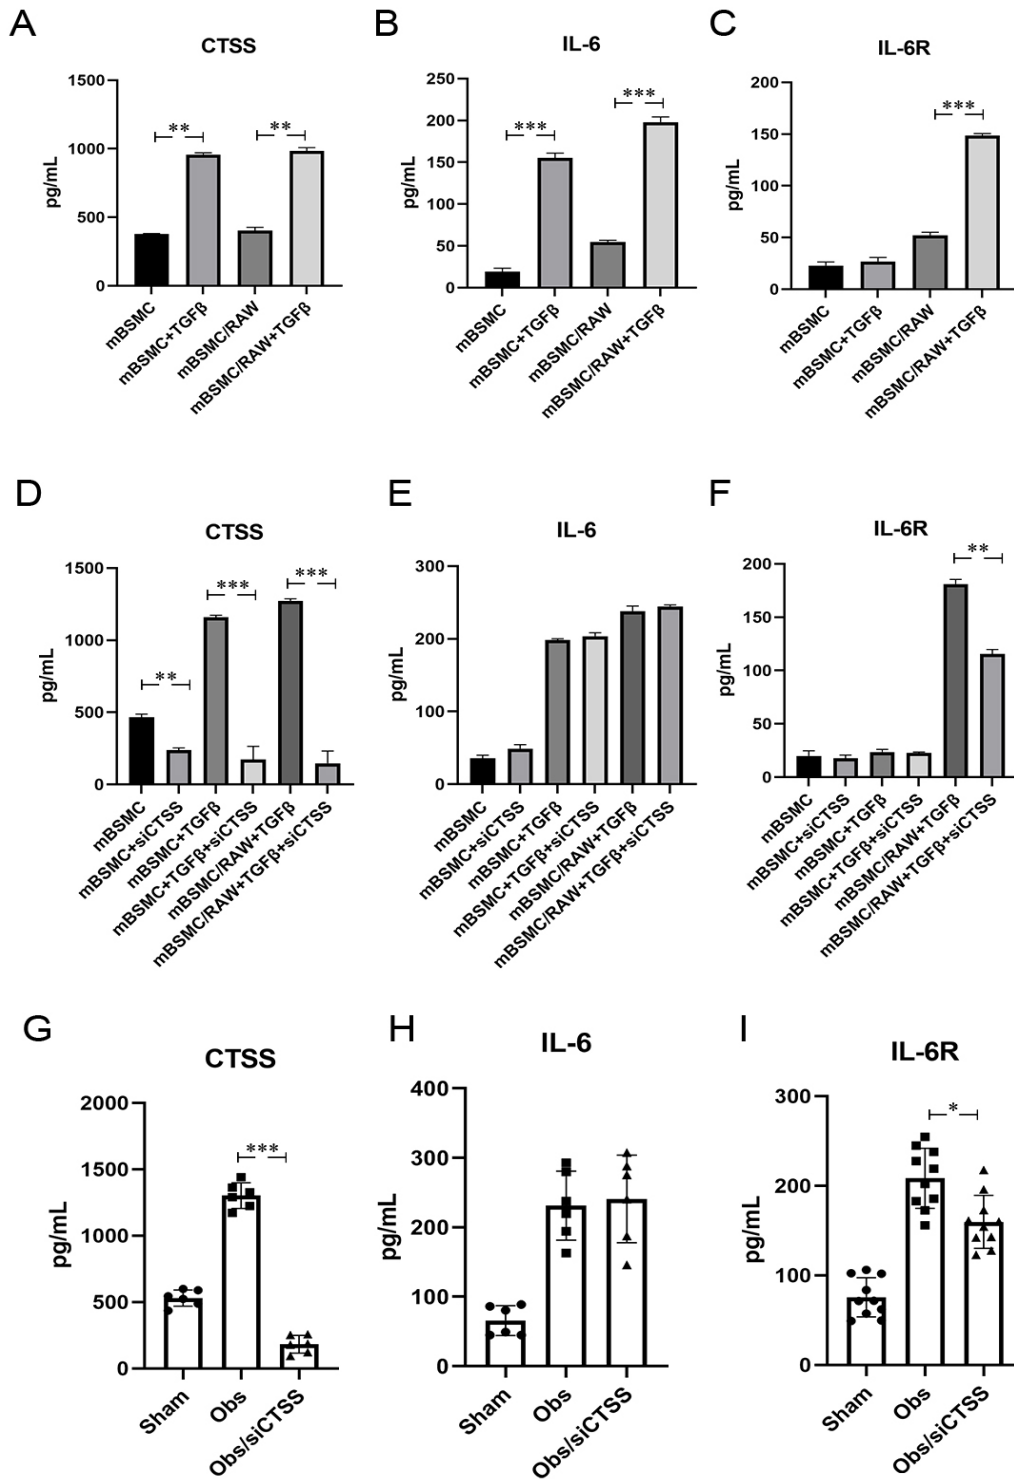 A
CTSS
pg/mL
1500
1000
500
0
**
**
mBSMC
mBSMC+TGFβ
mBSMC/RAW
mBSMC/RAW+TGFβ
B
IL-6
pg/mL
250
200
150
100
50
0
***
***
mBSMC
mBSMC+TGFβ
mBSMC/RAW
mBSMC/RAW+TGFβ
C
IL-6R
pg/mL
200
150
100
50
0
***
mBSMC
mBSMC+TGFβ
mBSMC/RAW
mBSMC/RAW+TGFβ
D
CTSS
pg/mL
1500
1000
500
0
**
***
***
mBSMC
mBSMC+siCTSS
mBSMC+TGFβ
mBSMC+TGFβ+siCTSS
mBSMC/RAW+TGFβ
mBSMC/RAW+TGFβ+siCTSS
E
IL-6
pg/mL
300
200
100
0
mBSMC
mBSMC+siCTSS
mBSMC+TGFβ
mBSMC+TGFβ+siCTSS
mBSMC/RAW+TGFβ
mBSMC/RAW+TGFβ+siCTSS
F
IL-6R
pg/mL
200
150
100
50
0
**
mBSMC
mBSMC+siCTSS
mBSMC+TGFβ
mBSMC+TGFβ+siCTSS
mBSMC/RAW+TGFβ
mBSMC/RAW+TGFβ+siCTSS
G
CTSS
pg/mL
2000
1500
1000
500
0
***
Sham
Obs
Obs/siCTSS
H
IL-6
pg/mL
400
300
200
100
0
Sham
Obs
Obs/siCTSS
I
IL-6R
pg/mL
300
200
100
0
*
Sham
Obs
Obs/siCTSS